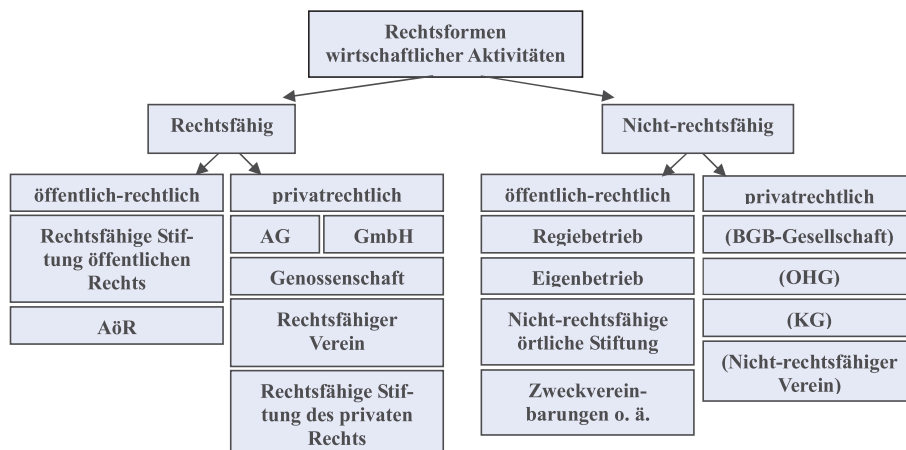 Rechtsformen
wirtschaftlicher Aktivitäten
Rechtsfähig
Nicht-rechtsfähig
öffentlich-rechtlich
Rechtsfähige Stif-
tung öffentlichen
Rechts
AöR
privatrechtlich
AG
GmbH
Genossenschaft
Rechtsfähiger
Verein
Rechtsfähige Stif-
tung des privaten
Rechts
öffentlich-rechtlich
Regiebetrieb
Eigenbetrieb
Nicht-rechtsfähige
örtliche Stiftung
Zweckverein-
barungen o. ä.
privatrechtlich
(BGB-Gesellschaft)
(OHG)
(KG)
(Nicht-rechtsfähiger
Verein)